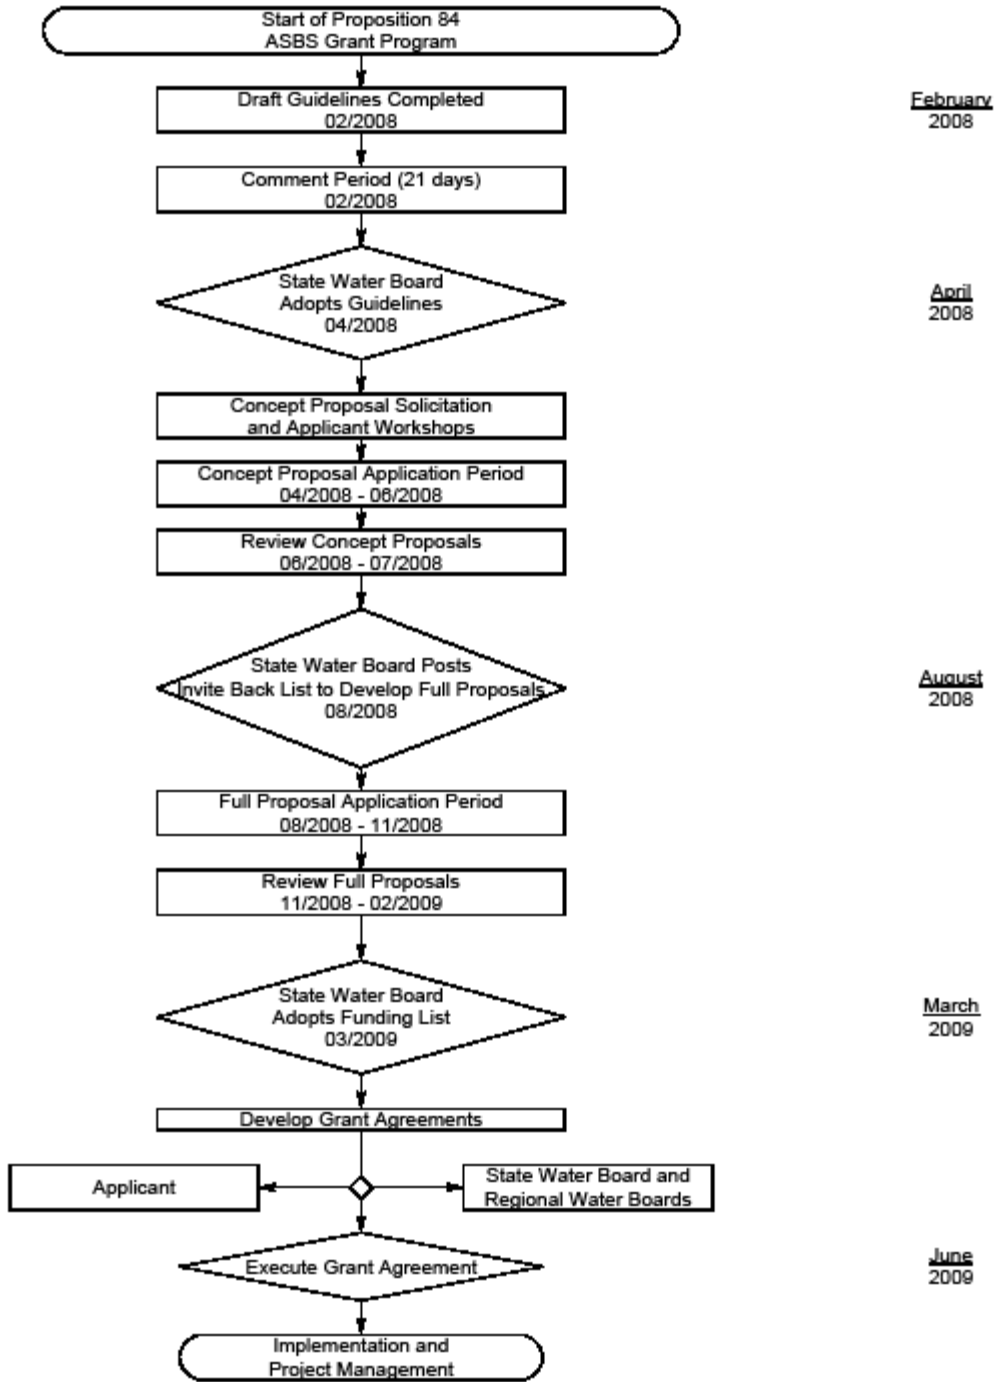 Start of Proposition 84
ASBS Grant Program
Draft Guidelines Completed
02/2008
February
2008
Comment Period (21 days)
02/2008
State Water Board
Adopts Guidelines
04/2008
April
2008
Concept Proposal Solicitation
and Applicant Workshops
Concept Proposal Application Period
04/2008 - 06/2008
Review Concept Proposals
06/2008 - 07/2008
State Water Board Posts
Invite Back List to Develop Full Proposals
08/2008
August
2008
Full Proposal Application Period
08/2008 - 11/2008
Review Full Proposals
11/2008 - 02/2009
State Water Board
Adopts Funding List
03/2009
March
2009
Develop Grant Agreements
Applicant
State Water Board and
Regional Water Boards
Execute Grant Agreement
June
2009
Implementation and
Project Management